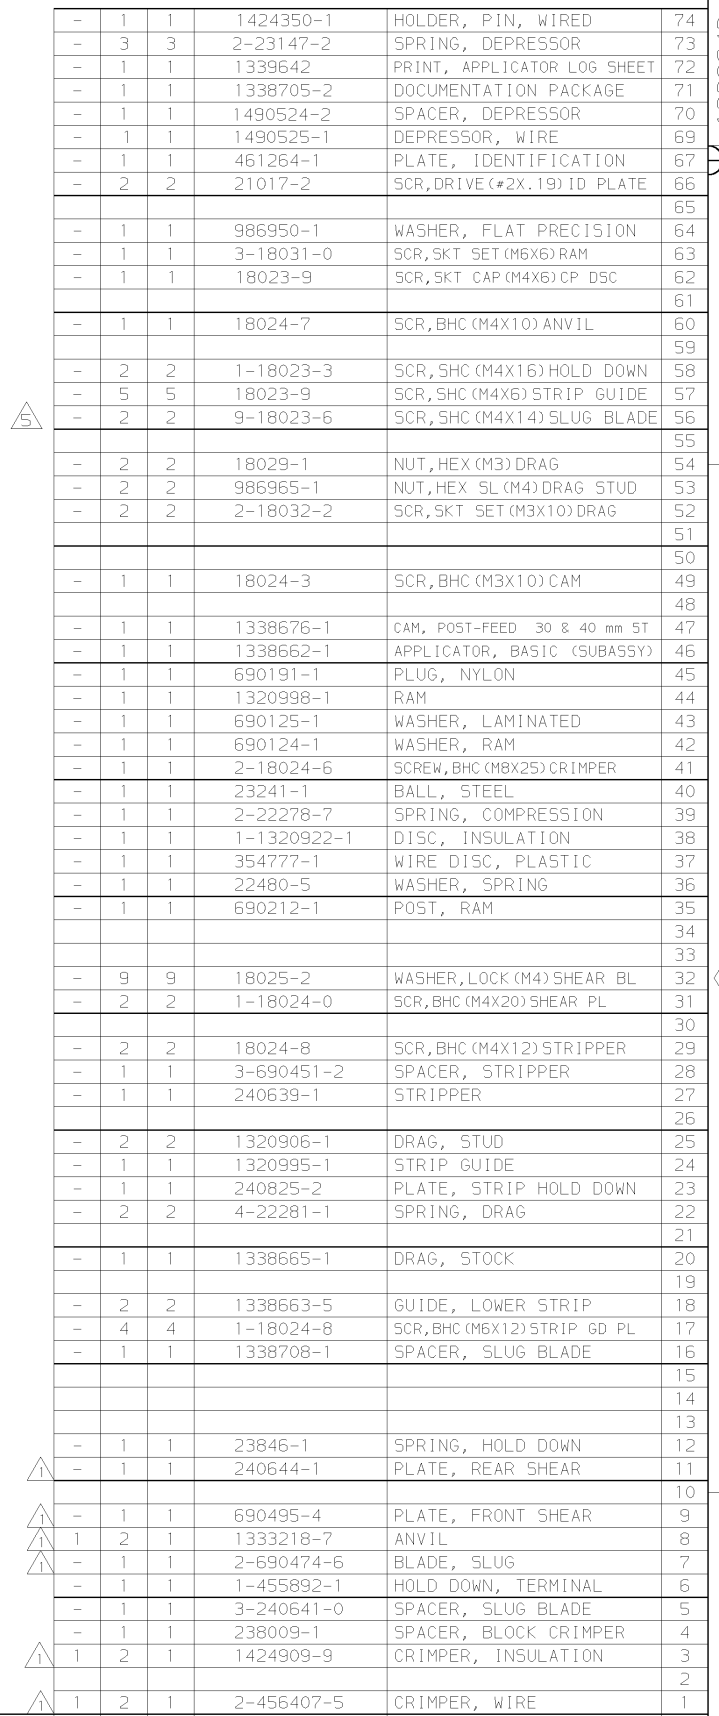 - 1 1 1424350-1 HOLDER, PIN, WIRED 74
- 3 3 2-23147-2 SPRING, DEPRESSOR 73
- 1 1 1339642 PRINT, APPLICATOR LOG SHEET 72
- 1 1 1338705-2 DOCUMENTATION PACKAGE 71
- 1 1 1490524-2 SPACER, DEPRESSOR 70
- 1 1 1490525-1 DEPRESSOR, WIRE 69
- 1 1 461264-1 PLATE, IDENTIFICATION 67
- 2 2 21017-2 SCR,DRIVE(#2X.19)ID PLATE 66
65
- 1 1 986950-1 WASHER, FLAT PRECISION 64
- 1 1 3-18031-0 SCR,SKT SET(M6X6)RAM 63
- 1 1 18023-9 SCR,SKT CAP(M4X6)CP DSC 62
61
- 1 1 18024-7 SCR,BHC(M4X10)ANVIL 60
59
- 2 2 1-18023-3 SCR,SHC(M4X16)HOLD DOWN 58
- 5 5 18023-9 SCR,SHC(M4X6)STRIP GUIDE 57
5 - 2 2 9-18023-6 SCR,SHC(M4X14)SLUG BLADE 56
55
- 2 2 18029-1 NUT,HEX(M3)DRAG 54
- 2 2 986965-1 NUT,HEX SL(M4)DRAG STUD 53
- 2 2 2-18032-2 SCR,SKT SET(M3X10)DRAG 52
51
50
- 1 1 18024-3 SCR,BHC(M3X10)CAM 49
48
- 1 1 1338676-1 CAM, POST-FEED 30 & 40 mm ST 47
- 1 1 1338662-1 APPLICATOR, BASIC (SUBASSY) 46
- 1 1 690191-1 PLUG, NYLON 45
- 1 1 1320998-1 RAM 44
- 1 1 690125-1 WASHER, LAMINATED 43
- 1 1 690124-1 WASHER, RAM 42
- 1 1 2-18024-6 SCREW,BHC(M8X25)CRIMPER 41
- 1 1 23241-1 BALL, STEEL 40
- 1 1 2-22278-7 SPRING, COMPRESSION 39
- 1 1 1-1320922-1 DISC, INSULATION 38
- 1 1 354777-1 WIRE DISC, PLASTIC 37
- 1 1 22480-5 WASHER, SPRING 36
- 1 1 690212-1 POST, RAM 35
34
33
- 9 9 18025-2 WASHER,LOCK(M4)SHEAR BL 32
- 2 2 1-18024-0 SCR,BHC(M4X20)SHEAR PL 31
30
- 2 2 18024-8 SCR,BHC(M4X12)STRIPPER 29
- 1 1 3-690451-2 SPACER, STRIPPER 28
- 1 1 240639-1 STRIPPER 27
26
- 2 2 1320906-1 DRAG, STUD 25
- 1 1 1320995-1 STRIP GUIDE 24
- 1 1 240825-2 PLATE, STRIP HOLD DOWN 23
- 2 2 4-22281-1 SPRING, DRAG 22
21
- 1 1 1338665-1 DRAG, STOCK 20
19
- 2 2 1338663-5 GUIDE, LOWER STRIP 18
- 4 4 1-18024-8 SCR,BHC(M6X12)STRIP GD PL 17
- 1 1 1338708-1 SPACER, SLUG BLADE 16
15
14
13
- 1 1 23846-1 SPRING, HOLD DOWN 12
1 - 1 1 240644-1 PLATE, REAR SHEAR 11
10
1 - 1 1 690495-4 PLATE, FRONT SHEAR 9
1 1 2 1 1333218-7 ANVIL 8
1 - 1 1 2-690474-6 BLADE, SLUG 7
- 1 1 1-455892-1 HOLD DOWN, TERMINAL 6
- 1 1 3-240641-0 SPACER, SLUG BLADE 5
- 1 1 238009-1 SPACER, BLOCK CRIMPER 4
1 1 2 1 1424909-9 CRIMPER, INSULATION 3
2
1 1 2 1 2-456407-5 CRIMPER, WIRE 1